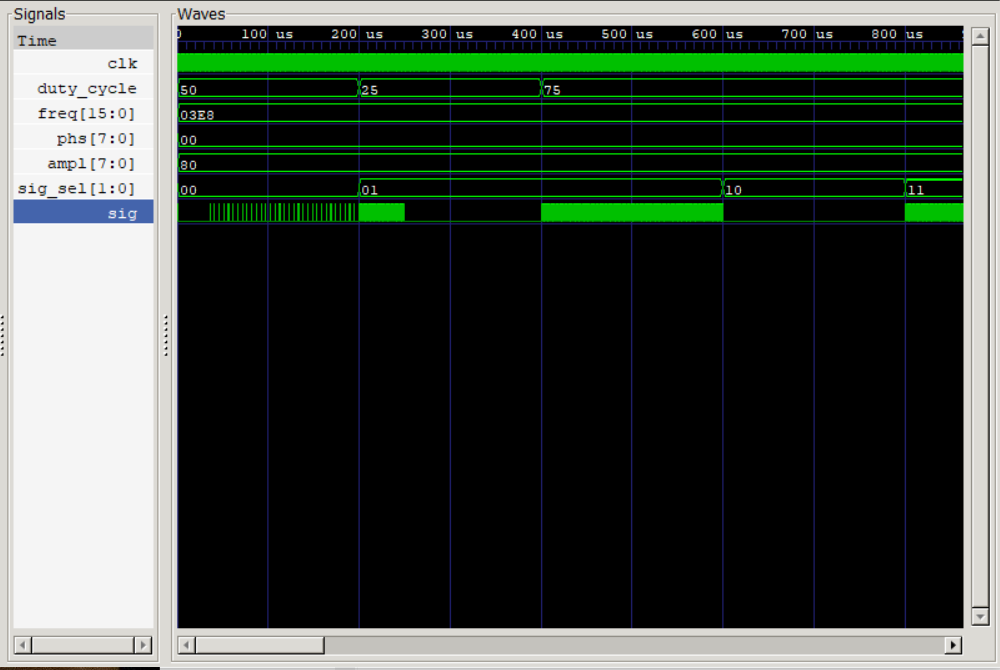 Signals
Waves
Time
100 us 200 us 300 us 400 us 500 us 600 us 700 us 800 us
clk
duty_cycle 50 25 75
freq[15:0] 03E8
phs[7:0] 00
ampl[7:0] 80
sig_sel[1:0] 00 01 10 11
sig